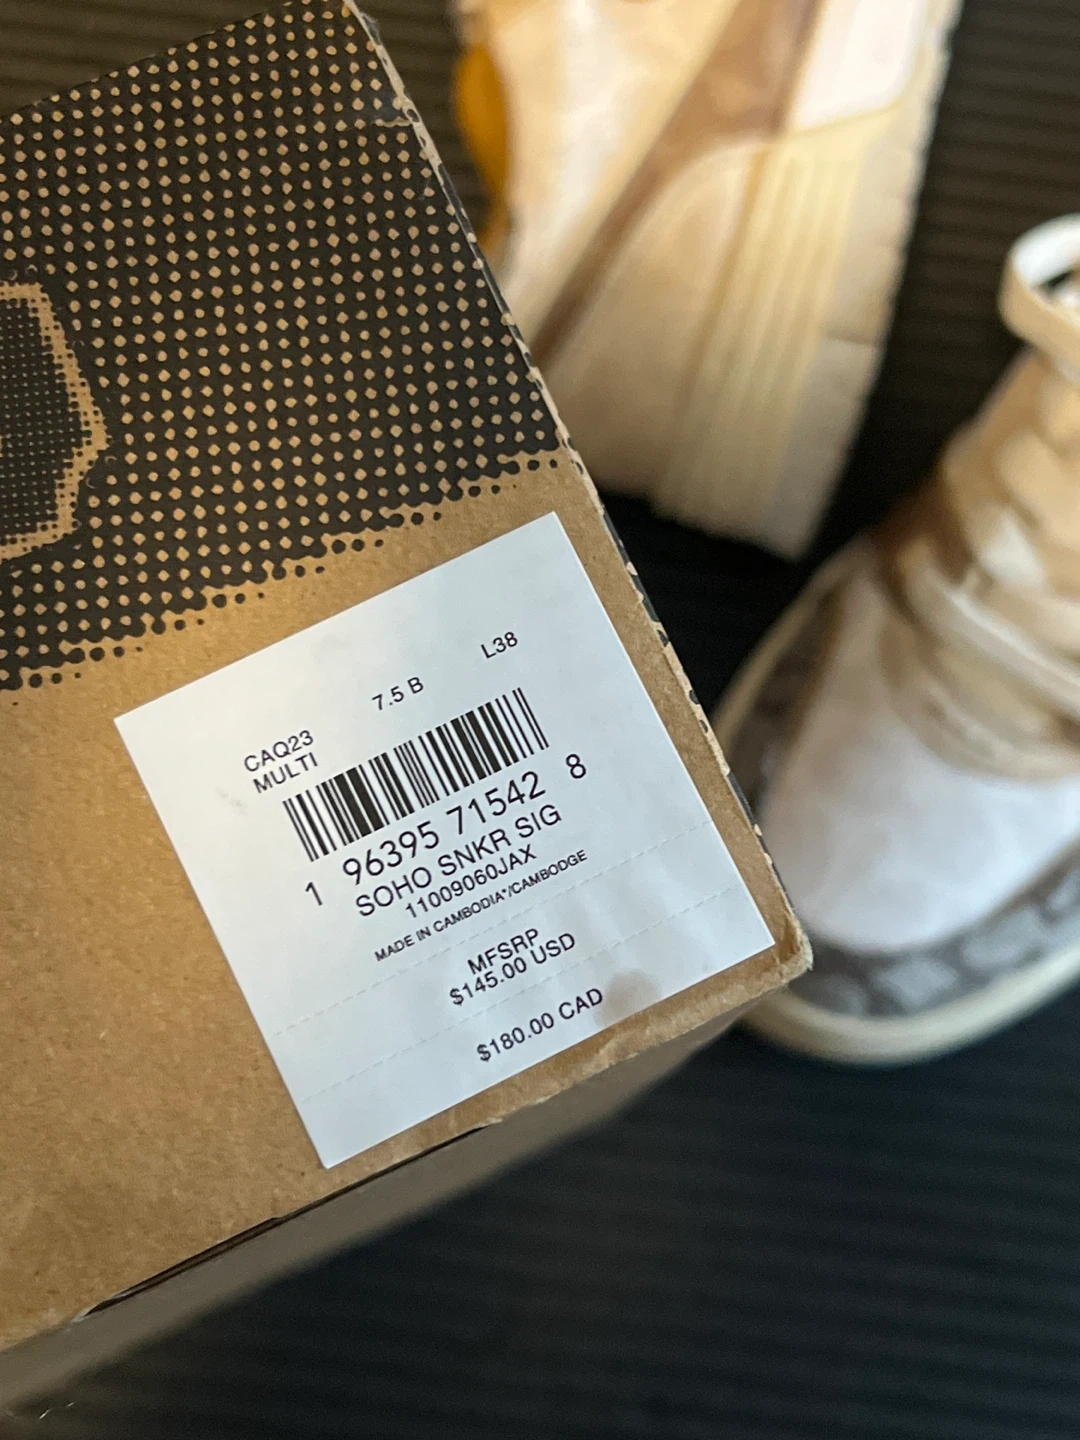 CAQ23 7.5 B L38
MULTI
1 96395 71542 8
SOHO SNKR SIG
11009060JAX
MADE IN CAMBODIA*/CAMBODGE
MFSRP
$145.00 USD
$180.00 CAD